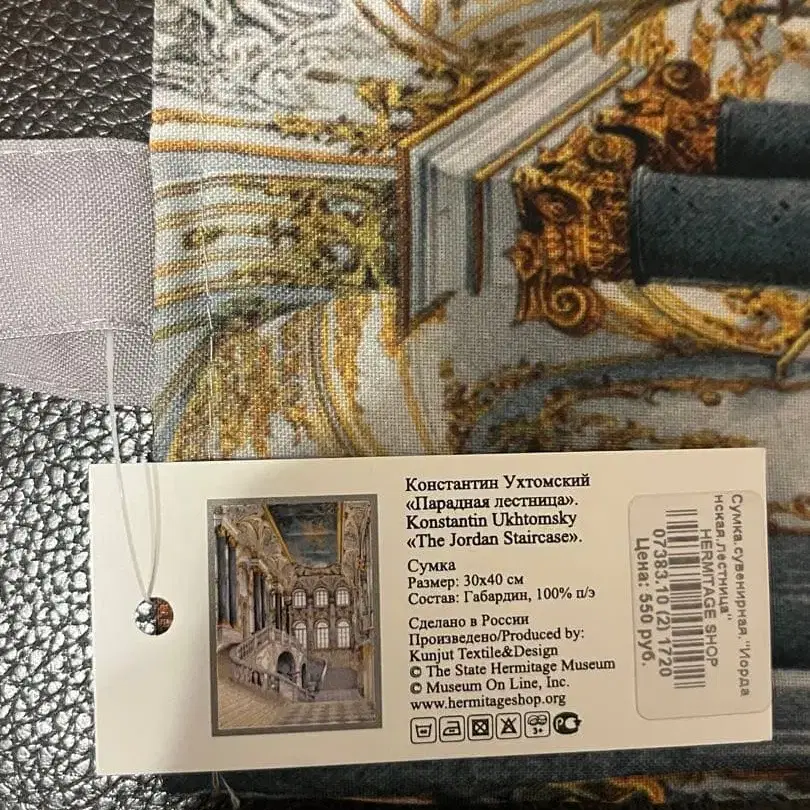 Константин Ухтомский
«Парадная лестница».
Konstantin Ukhtomsky
«The Jordan Staircase».
Сумка
Размер: 30х40 см
Состав: Габардин, 100% п/э
Сделано в России
Произведено/Produced by:
Kunjut Textile&Design
© The State Hermitage Museum
© Museum On Line, Inc.
www.hermitageshop.org
3+
Сумка.сувенирная."Иорда
нская.лестница"
HERMITAGE SHOP
07383.10 (2) 1720
Цена: 550 руб.